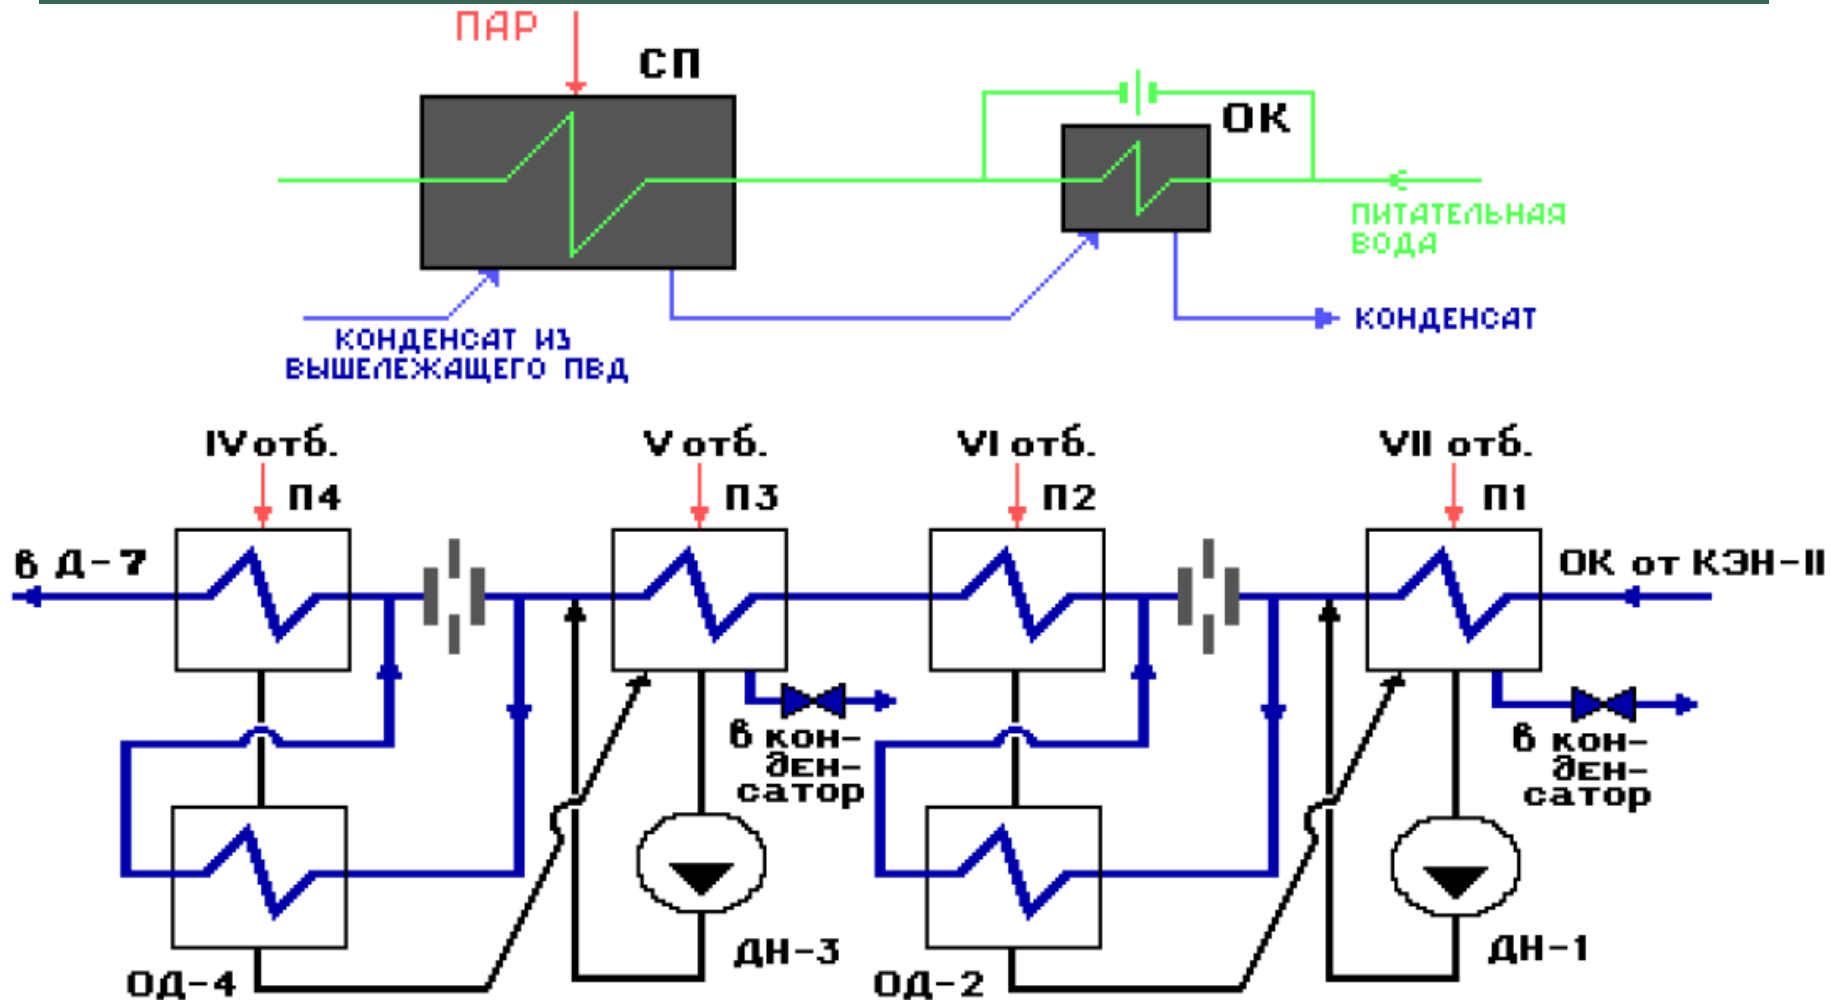 ПАР
СП
ОК
ПИТАТЕЛЬНАЯ
ВОДА
КОНДЕНСАТ
КОНДЕНСАТ ИЗ
ВЫШЕЛЕЖАЩЕГО ПВД
IV отб.
V отб.
VI отб.
VII отб.
П4
П3
П2
П1
в Д-7
ОК от КЭН-II
в кон-
ден-
сатор
в кон-
ден-
сатор
ДН-3
ДН-1
ОД-4
ОД-2